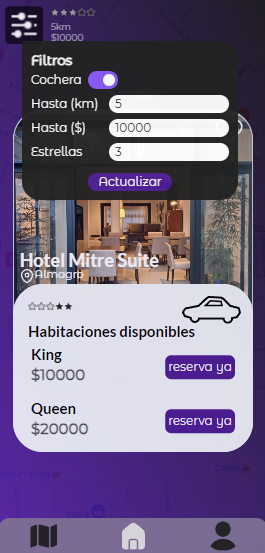 5km
$10000
Filtros
Cochera
Hasta (km) 5
Hasta ($) 10000
Estrellas 3
Actualizar
Hotel Mitre Suite
Almagro
Habitaciones disponibles
King
$10000
reserva ya
Queen
$20000
reserva ya